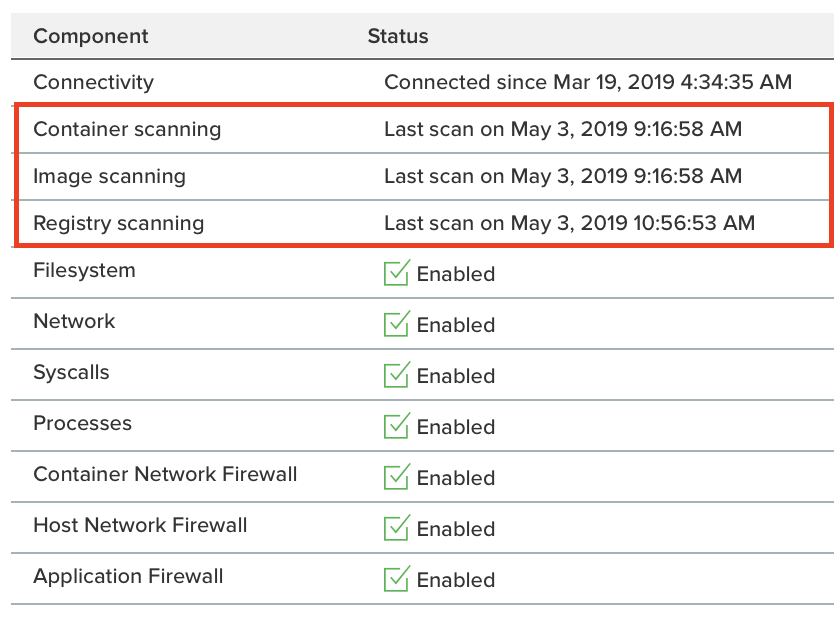 Component Status
Connectivity Connected since Mar 19, 2019 4:34:35 AM
Container scanning Last scan on May 3, 2019 9:16:58 AM
Image scanning Last scan on May 3, 2019 9:16:58 AM
Registry scanning Last scan on May 3, 2019 10:56:53 AM
Filesystem Enabled
Network Enabled
Syscalls Enabled
Processes Enabled
Container Network Firewall Enabled
Host Network Firewall Enabled
Application Firewall Enabled